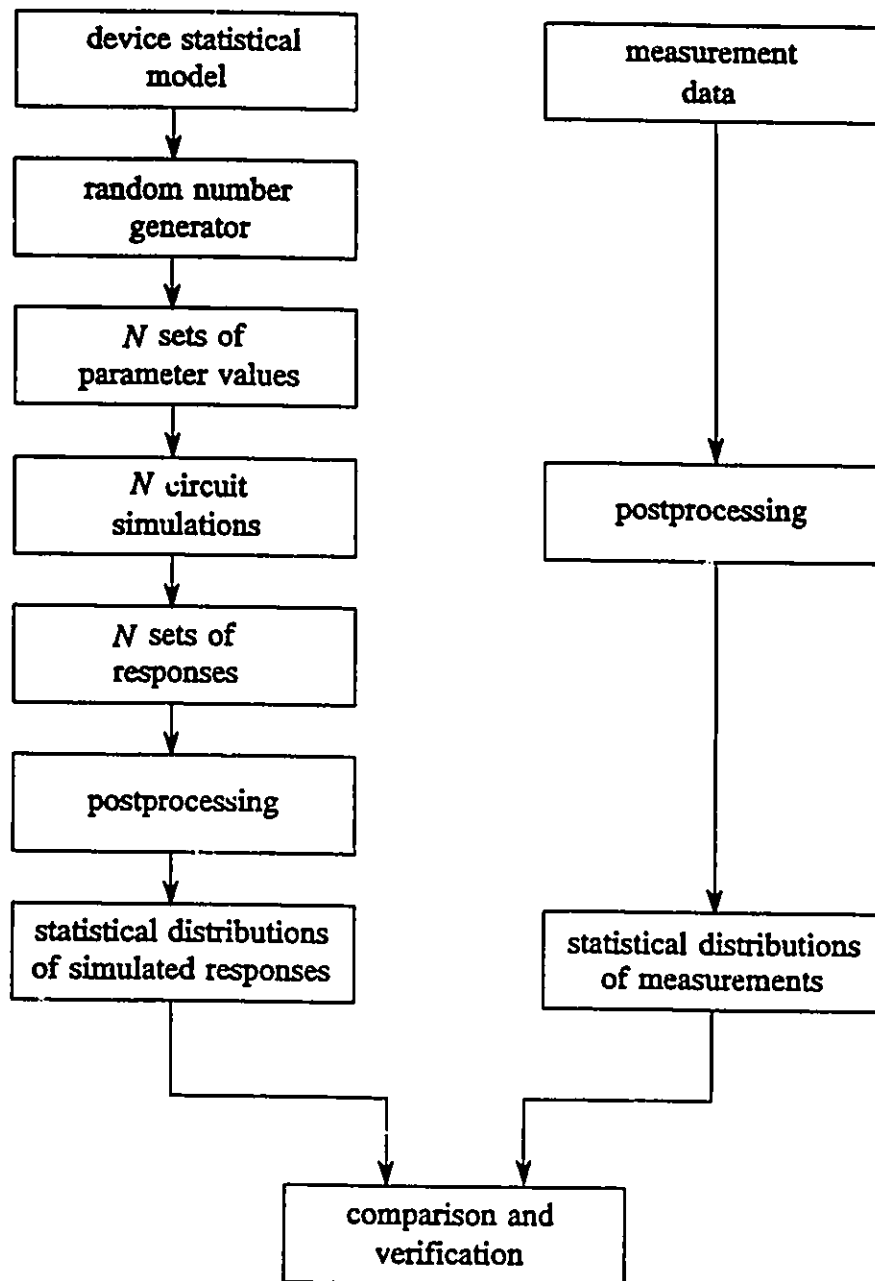 device statistical
model
measurement
data
random number
generator
N sets of
parameter values
N circuit
simulations
postprocessing
N sets of
responses
postprocessing
statistical distributions
of simulated responses
statistical distributions
of measurements
comparison and
verification